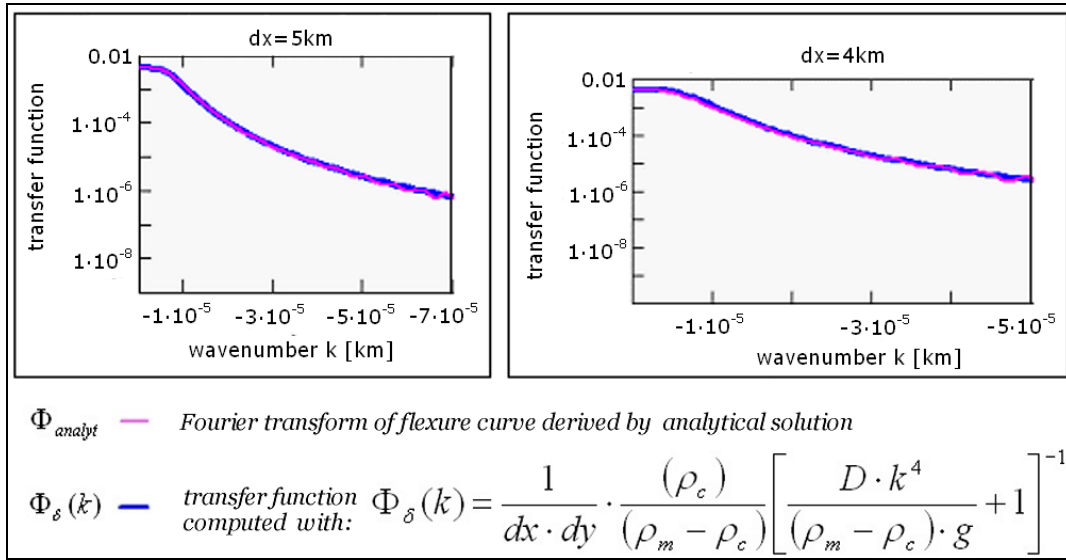 dx=5km
0.01
1·10⁻⁴
1·10⁻⁶
1·10⁻⁸
transfer function
-1·10⁻⁵ -3·10⁻⁵ -5·10⁻⁵ -7·10⁻⁵
wavenumber k [km]
dx=4km
0.01
1·10⁻⁴
1·10⁻⁶
1·10⁻⁸
transfer function
-1·10⁻⁵ -3·10⁻⁵ -5·10⁻⁵
wavenumber k [km]
Φ_analyt — Fourier transform of flexure curve derived by analytical solution
Φ_δ(k) — transfer function computed with: Φ_δ(k) = 1/(dx·dy) · (ρ_c)/(ρ_m − ρ_c) [D·k⁴/((ρ_m − ρ_c)·g) + 1]⁻¹